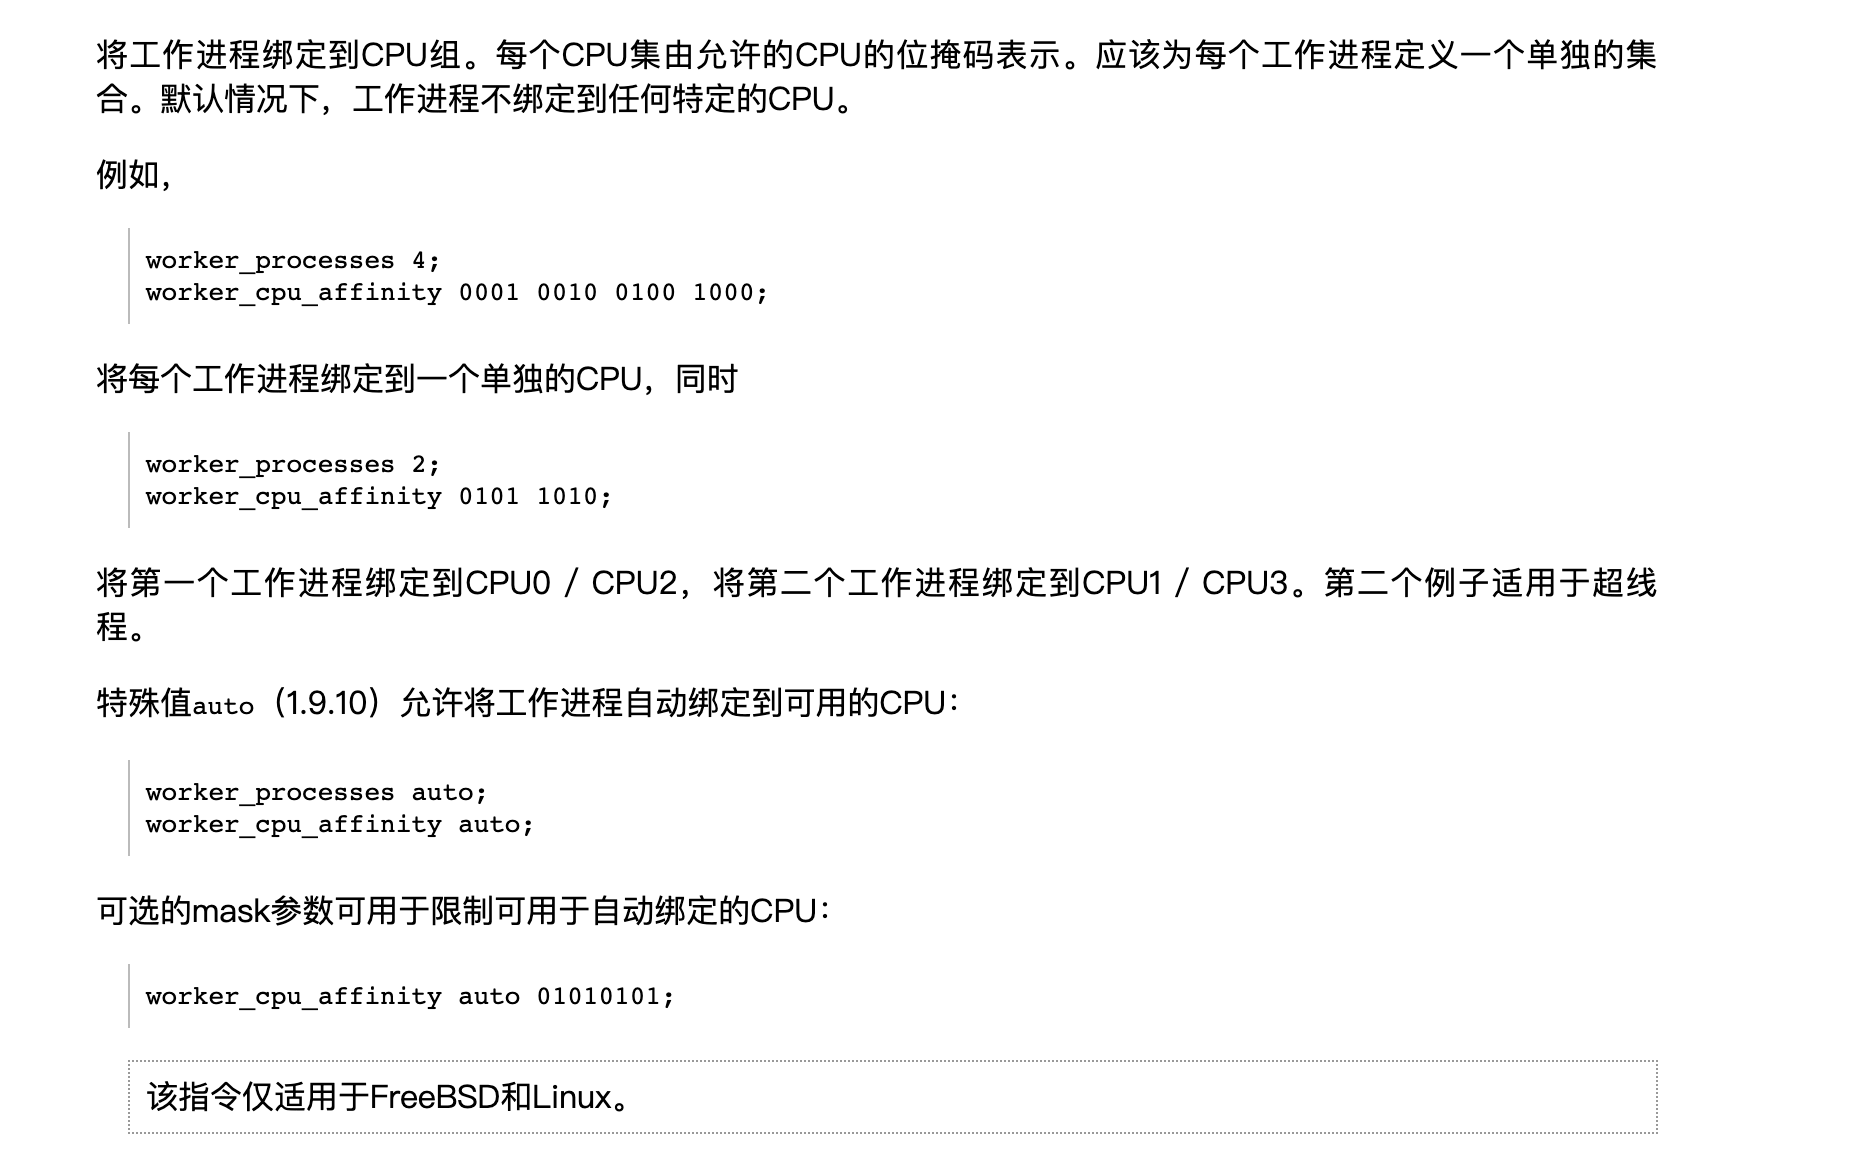 将工作进程绑定到CPU组。每个CPU集由允许的CPU的位掩码表示。应该为每个工作进程定义一个单独的集
合。默认情况下，工作进程不绑定到任何特定的CPU。
例如，
worker_processes 4;
worker_cpu_affinity 0001 0010 0100 1000;
将每个工作进程绑定到一个单独的CPU，同时
worker_processes 2;
worker_cpu_affinity 0101 1010;
将第一个工作进程绑定到CPU0 / CPU2，将第二个工作进程绑定到CPU1 / CPU3。第二个例子适用于超线
程。
特殊值auto（1.9.10）允许将工作进程自动绑定到可用的CPU：
worker_processes auto;
worker_cpu_affinity auto;
可选的mask参数可用于限制可用于自动绑定的CPU：
worker_cpu_affinity auto 01010101;
该指令仅适用于FreeBSD和Linux。